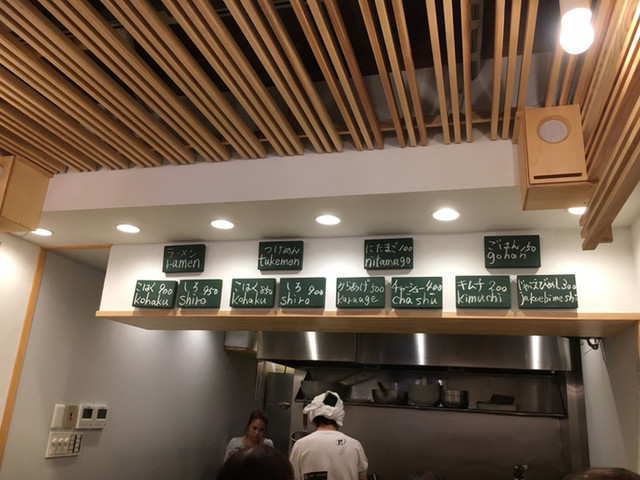 ラーメン
ramen
つけめん
tukemen
にたまご 100
nitamago
ごはん 150
gohan
こはく 900
kohaku
しろ 950
shiro
こはく 850
kohaku
しろ 900
shiro
からあげ 300
karaage
チャーシュー 400
chashu
キムチ 200
kimuchi
じゃこえびめし 300
jakoebimeshi